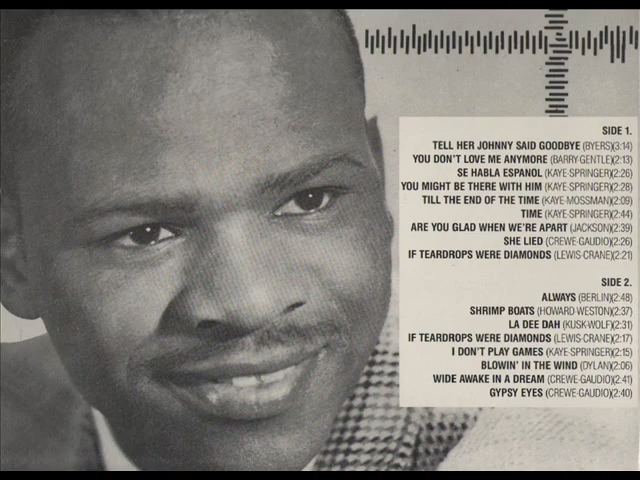 SIDE 1.
TELL HER JOHNNY SAID GOODBYE (BYERS)(3:14)
YOU DON'T LOVE ME ANYMORE (BARRY-GENTLE)(2:13)
SE HABLA ESPANOL (KAYE-SPRINGER)(2:26)
YOU MIGHT BE THERE WITH HIM (KAYE-SPRINGER)(2:28)
TILL THE END OF THE TIME (KAYE-MOSSMAN)(2:09)
TIME (KAYE-SPRINGER)(2:44)
ARE YOU GLAD WHEN WE'RE APART (JACKSON)(2:39)
SHE LIED (CREWE-GAUDIO)(2:26)
IF TEARDROPS WERE DIAMONDS (LEWIS-CRANE)(2:21)
SIDE 2.
ALWAYS (BERLIN)(2:48)
SHRIMP BOATS (HOWARD-WESTON)(2:37)
LA DEE DAH (KUSK-WOLF)(2:31)
IF TEARDROPS WERE DIAMONDS (LEWIS-CRANE)(2:17)
I DON'T PLAY GAMES (KAYE-SPRINGER)(2:15)
BLOWIN' IN THE WIND (DYLAN)(2:06)
WIDE AWAKE IN A DREAM (CREWE-GAUDIO)(2:41)
GYPSY EYES (CREWE-GAUDIO)(2:40)